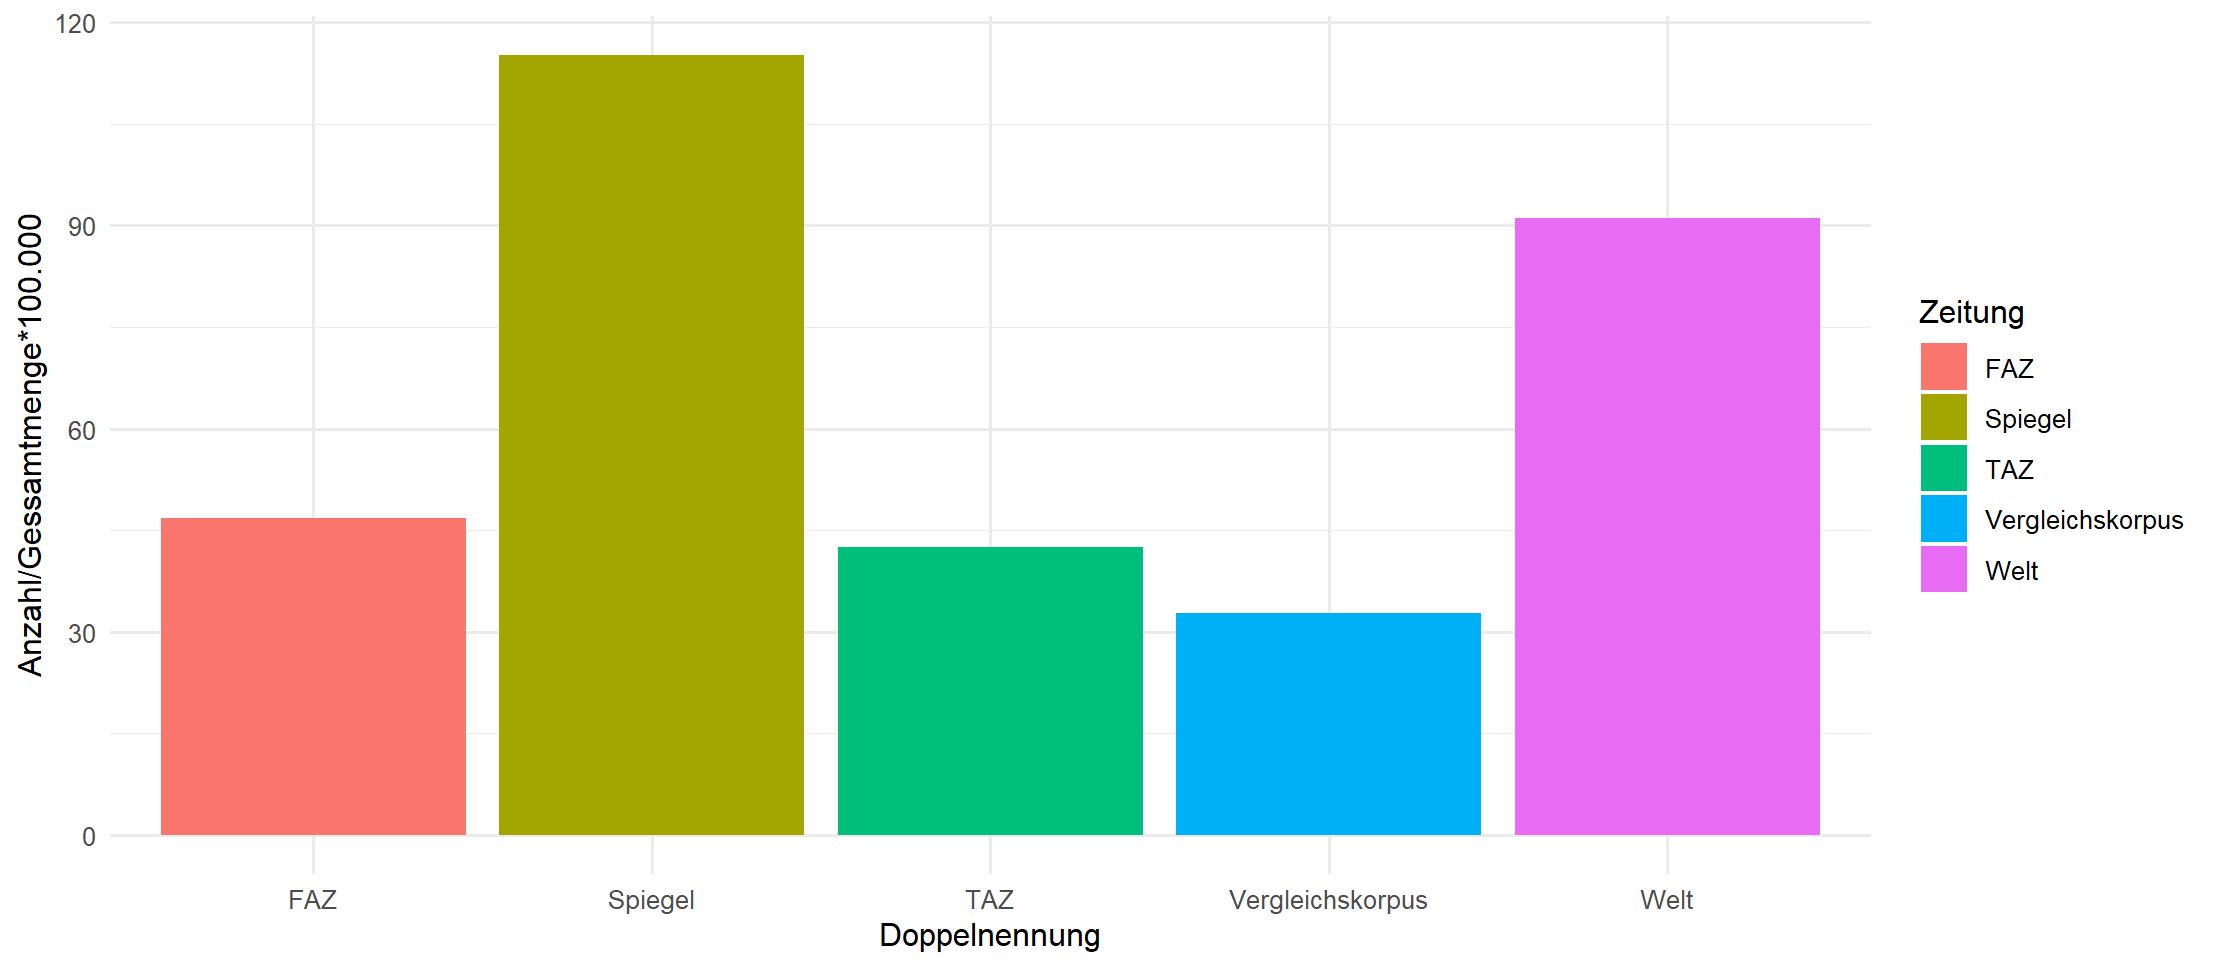 120
90
60
30
0
Anzahl/Gessamtmenge*100.000
FAZ
Spiegel
TAZ
Vergleichskorpus
Welt
Doppelnennung
Zeitung
FAZ
Spiegel
TAZ
Vergleichskorpus
Welt